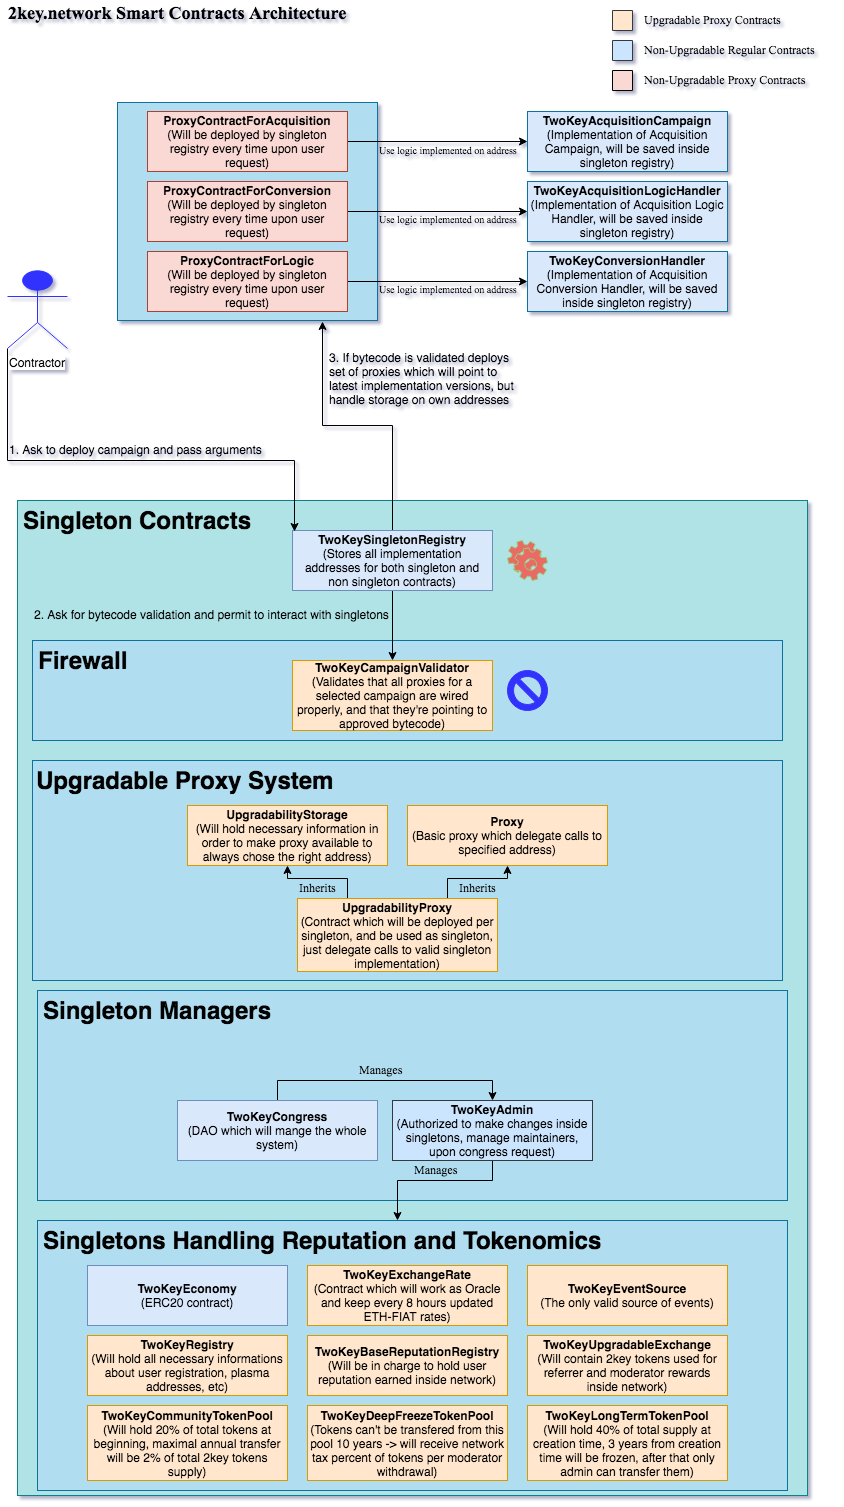 2key.network Smart Contracts Architecture
Upgradable Proxy Contracts
Non-Upgradable Regular Contracts
Non-Upgradable Proxy Contracts
ProxyContractForAcquisition
(Will be deployed by singleton
registry every time upon user
request)
Use logic implemented on address
TwoKeyAcquisitionCampaign
(Implementation of Acquisition
Campaign, will be saved inside
singleton registry)
ProxyContractForConversion
(Will be deployed by singleton
registry every time upon user
request)
Use logic implemented on address
TwoKeyAcquisitionLogicHandler
(Implementation of Acquisition Logic
Handler, will be saved inside
singleton registry)
ProxyContractForLogic
(Will be deployed by singleton
registry every time upon user
request)
Use logic implemented on address
TwoKeyConversionHandler
(Implementation of Acquisition
Conversion Handler, will be saved
inside singleton registry)
Contractor
3. If bytecode is validated deploys
set of proxies which will point to
latest implementation versions, but
handle storage on own addresses
1. Ask to deploy campaign and pass arguments
Singleton Contracts
TwoKeySingletonRegistry
(Stores all implementation
addresses for both singleton and
non singleton contracts)
2. Ask for bytecode validation and permit to interact with singletons
Firewall
TwoKeyCampaignValidator
(Validates that all proxies for a
selected campaign are wired
properly, and that they're pointing to
approved bytecode)
Upgradable Proxy System
UpgradabilityStorage
(Will hold necessary information in
order to make proxy available to
always chose the right address)
Proxy
(Basic proxy which delegate calls to
specified address)
Inherits
Inherits
UpgradabilityProxy
(Contract which will be deployed per
singleton, and be used as singleton,
just delegate calls to valid singleton
implementation)
Singleton Managers
Manages
TwoKeyCongress
(DAO which will mange the whole
system)
TwoKeyAdmin
(Authorized to make changes inside
singletons, manage maintainers,
upon congress request)
Manages
Singletons Handling Reputation and Tokenomics
TwoKeyEconomy
(ERC20 contract)
TwoKeyExchangeRate
(Contract which will work as Oracle
and keep every 8 hours updated
ETH-FIAT rates)
TwoKeyEventSource
(The only valid source of events)
TwoKeyRegistry
(Will hold all necessary informations
about user registration, plasma
addresses, etc)
TwoKeyBaseReputationRegistry
(Will be in charge to hold user
reputation earned inside network)
TwoKeyUpgradableExchange
(Will contain 2key tokens used for
referrer and moderator rewards
inside network)
TwoKeyCommunityTokenPool
(Will hold 20% of total tokens at
beginning, maximal annual transfer
will be 2% of total 2key tokens
supply)
TwoKeyDeepFreezeTokenPool
(Tokens can't be transfered from this
pool 10 years -> will receive network
tax percent of tokens per moderator
withdrawal)
TwoKeyLongTermTokenPool
(Will hold 40% of total supply at
creation time, 3 years from creation
time will be frozen, after that only
admin can transfer them)